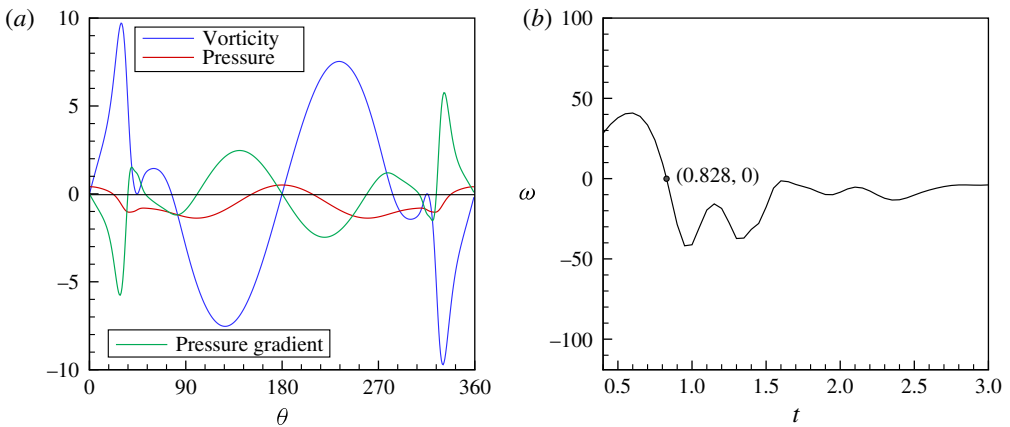 (a)
10
5
0
−5
−10
Vorticity
Pressure
Pressure gradient
0 90 180 270 360
θ
(b)
100
50
0
−50
−100
ω
(0.828, 0)
0.5 1.0 1.5 2.0 2.5 3.0
t